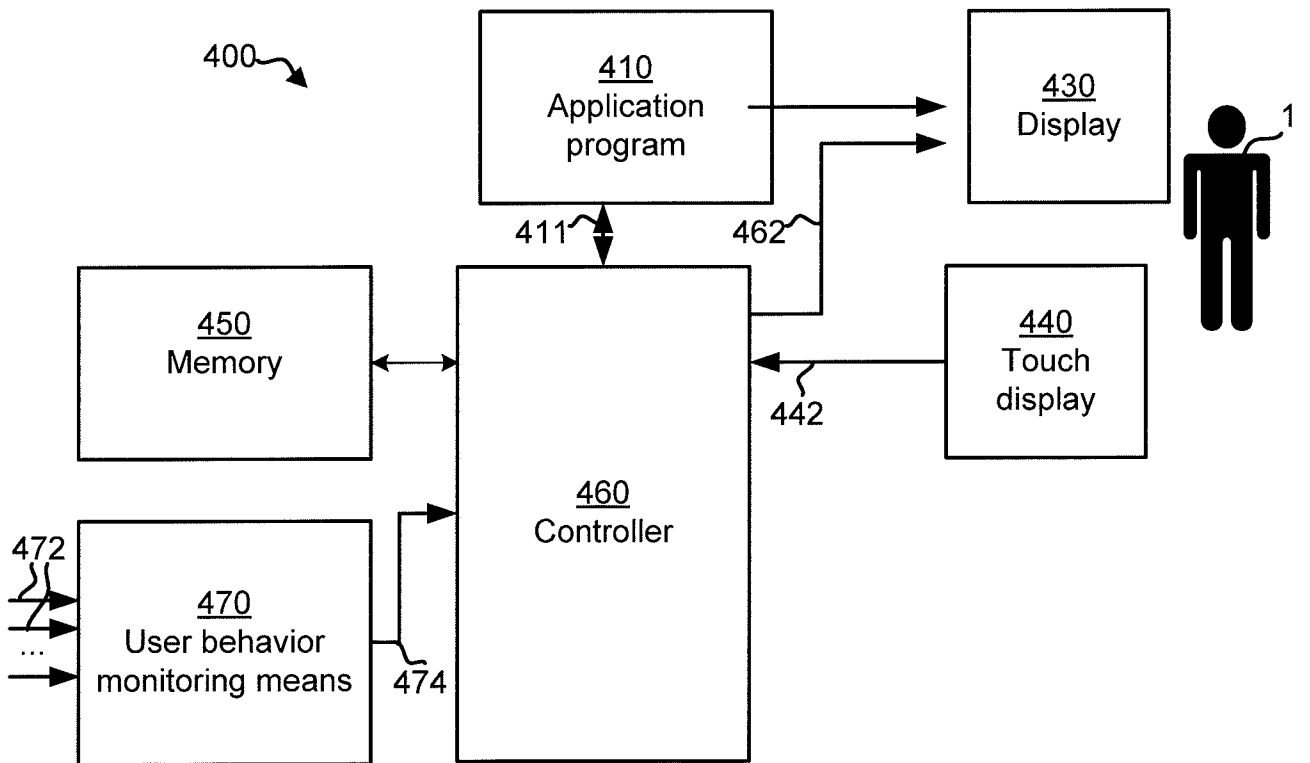 400
410
Application
program
430
Display
1
411
462
450
Memory
440
Touch
display
442
460
Controller
472
...
470
User behavior
monitoring means
474